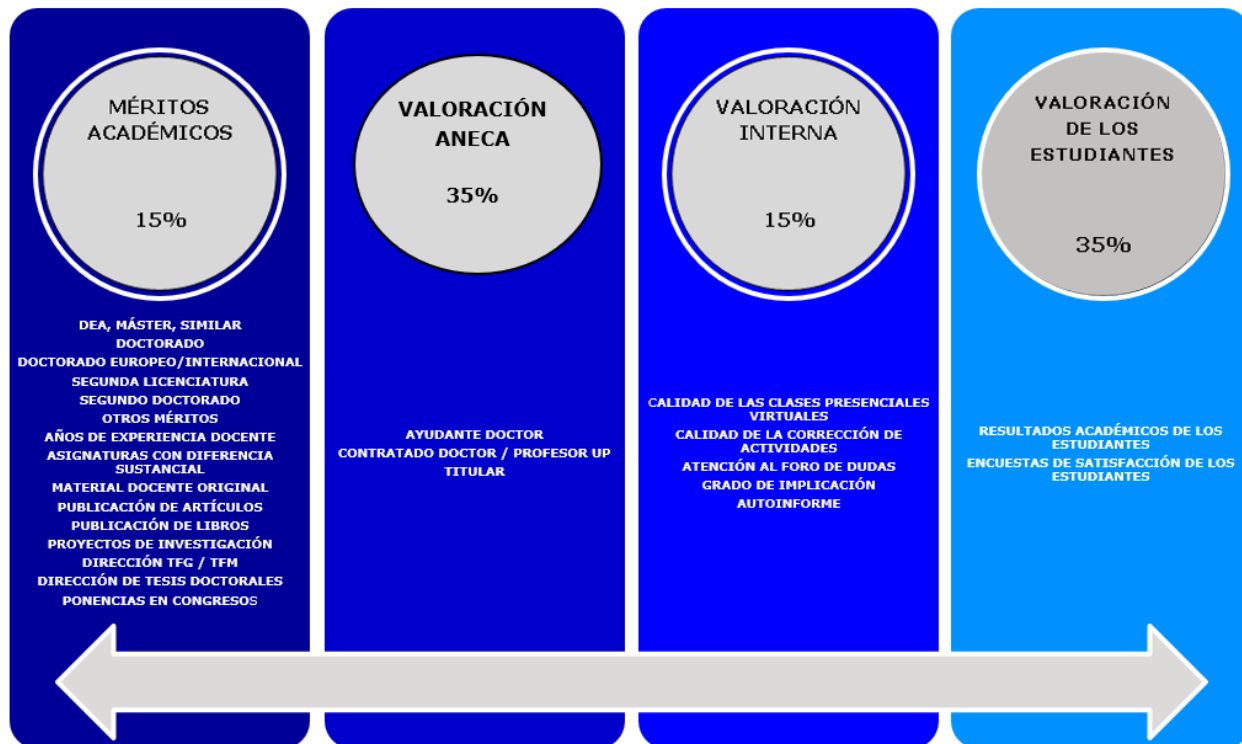 MÉRITOS
ACADÉMICOS
15%
DEA, MÁSTER, SIMILAR
DOCTORADO
DOCTORADO EUROPEO/INTERNACIONAL
SEGUNDA LICENCIATURA
SEGUNDO DOCTORADO
OTROS MÉRITOS
AÑOS DE EXPERIENCIA DOCENTE
ASIGNATURAS CON DIFERENCIA
SUSTANCIAL
MATERIAL DOCENTE ORIGINAL
PUBLICACIÓN DE ARTÍCULOS
PUBLICACIÓN DE LIBROS
PROYECTOS DE INVESTIGACIÓN
DIRECCIÓN TFG / TFM
DIRECCIÓN DE TESIS DOCTORALES
PONENCIAS EN CONGRESOS
VALORACIÓN
ANECA
35%
AYUDANTE DOCTOR
CONTRATADO DOCTOR / PROFESOR UP
TITULAR
VALORACIÓN
INTERNA
15%
CALIDAD DE LAS CLASES PRESENCIALES
VIRTUALES
CALIDAD DE LA CORRECCIÓN DE
ACTIVIDADES
ATENCIÓN AL FORO DE DUDAS
GRADO DE IMPLICACIÓN
AUTOINFORME
VALORACIÓN
DE LOS
ESTUDIANTES
35%
RESULTADOS ACADÉMICOS DE LOS
ESTUDIANTES
ENCUESTAS DE SATISFACCIÓN DE LOS
ESTUDIANTES